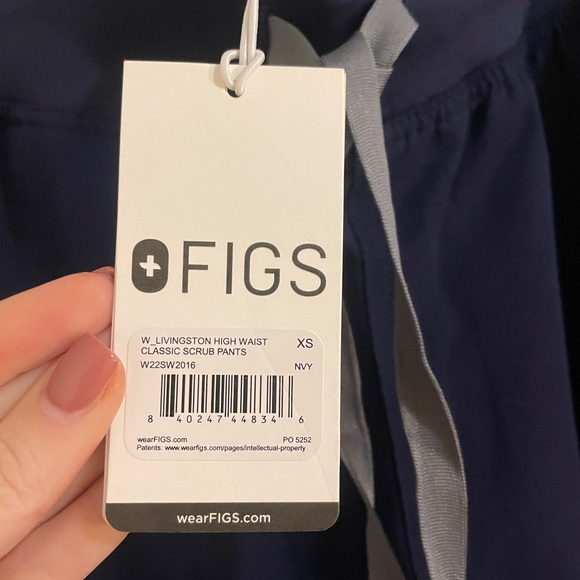 FIGS
W_LIVINGSTON HIGH WAIST XS
CLASSIC SCRUB PANTS
W22SW2016 NVY
8 40247 44834 6
wearFIGS.com PO 5252
Patents: www.wearfigs.com/pages/intellectual-property
wearFIGS.com